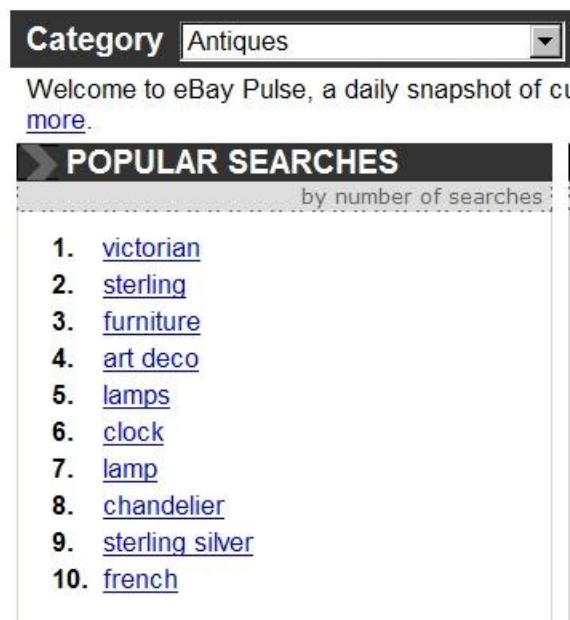 Category Antiques
Welcome to eBay Pulse, a daily snapshot of
more.
POPULAR SEARCHES
by number of searches
1. victorian
2. sterling
3. furniture
4. art deco
5. lamps
6. clock
7. lamp
8. chandelier
9. sterling silver
10. french